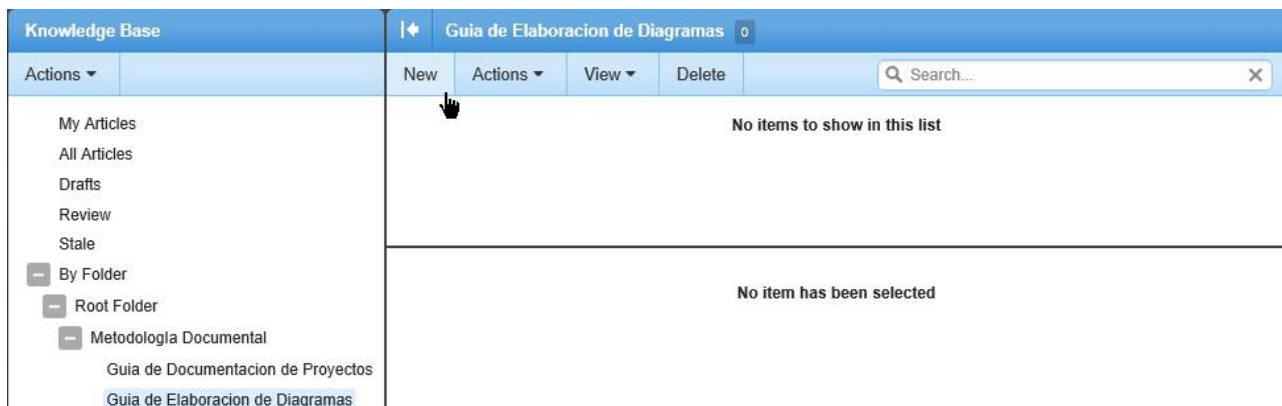 Knowledge Base
Guia de Elaboracion de Diagramas 0
Actions
New Actions View Delete Search...
My Articles
All Articles
Drafts
Review
Stale
By Folder
Root Folder
Metodologla Documental
Guia de Documentacion de Proyectos
Guia de Elaboracion de Diagramas
No items to show in this list
No item has been selected